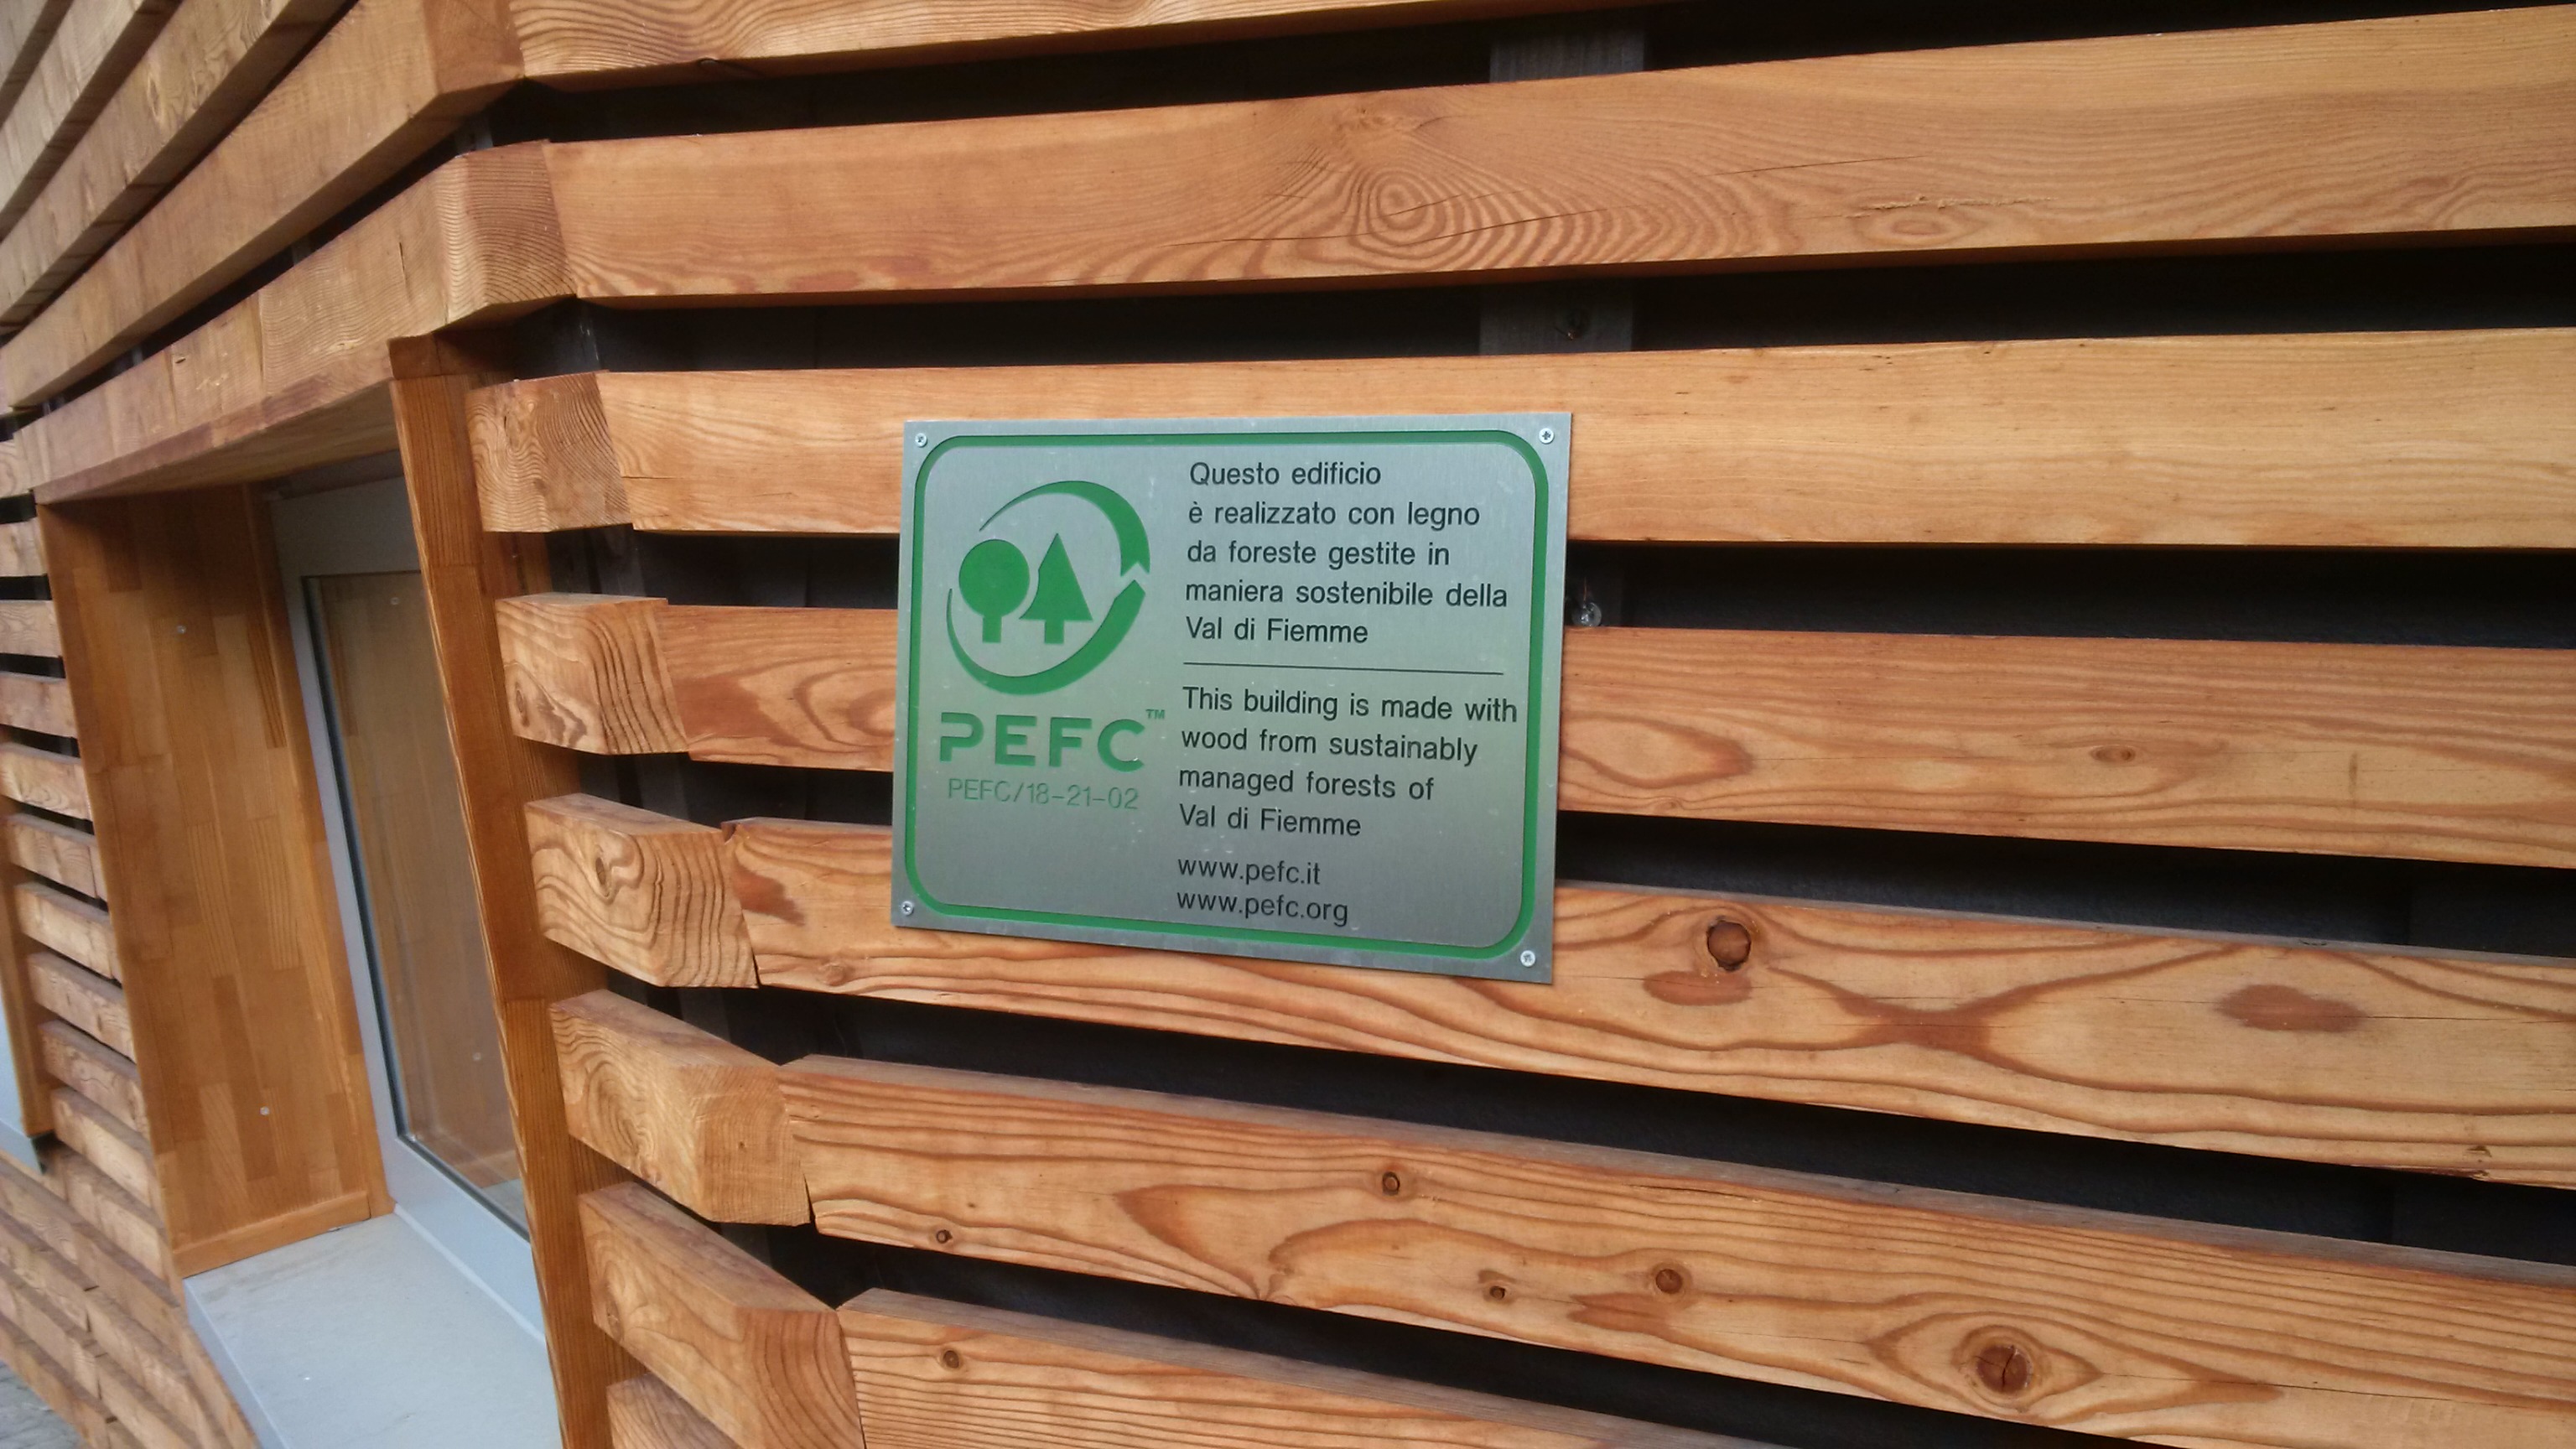 PEFC™
PEFC/18-21-02
Questo edificio
è realizzato con legno
da foreste gestite in
maniera sostenibile della
Val di Fiemme
This building is made with
wood from sustainably
managed forests of
Val di Fiemme
www.pefc.it
www.pefc.org